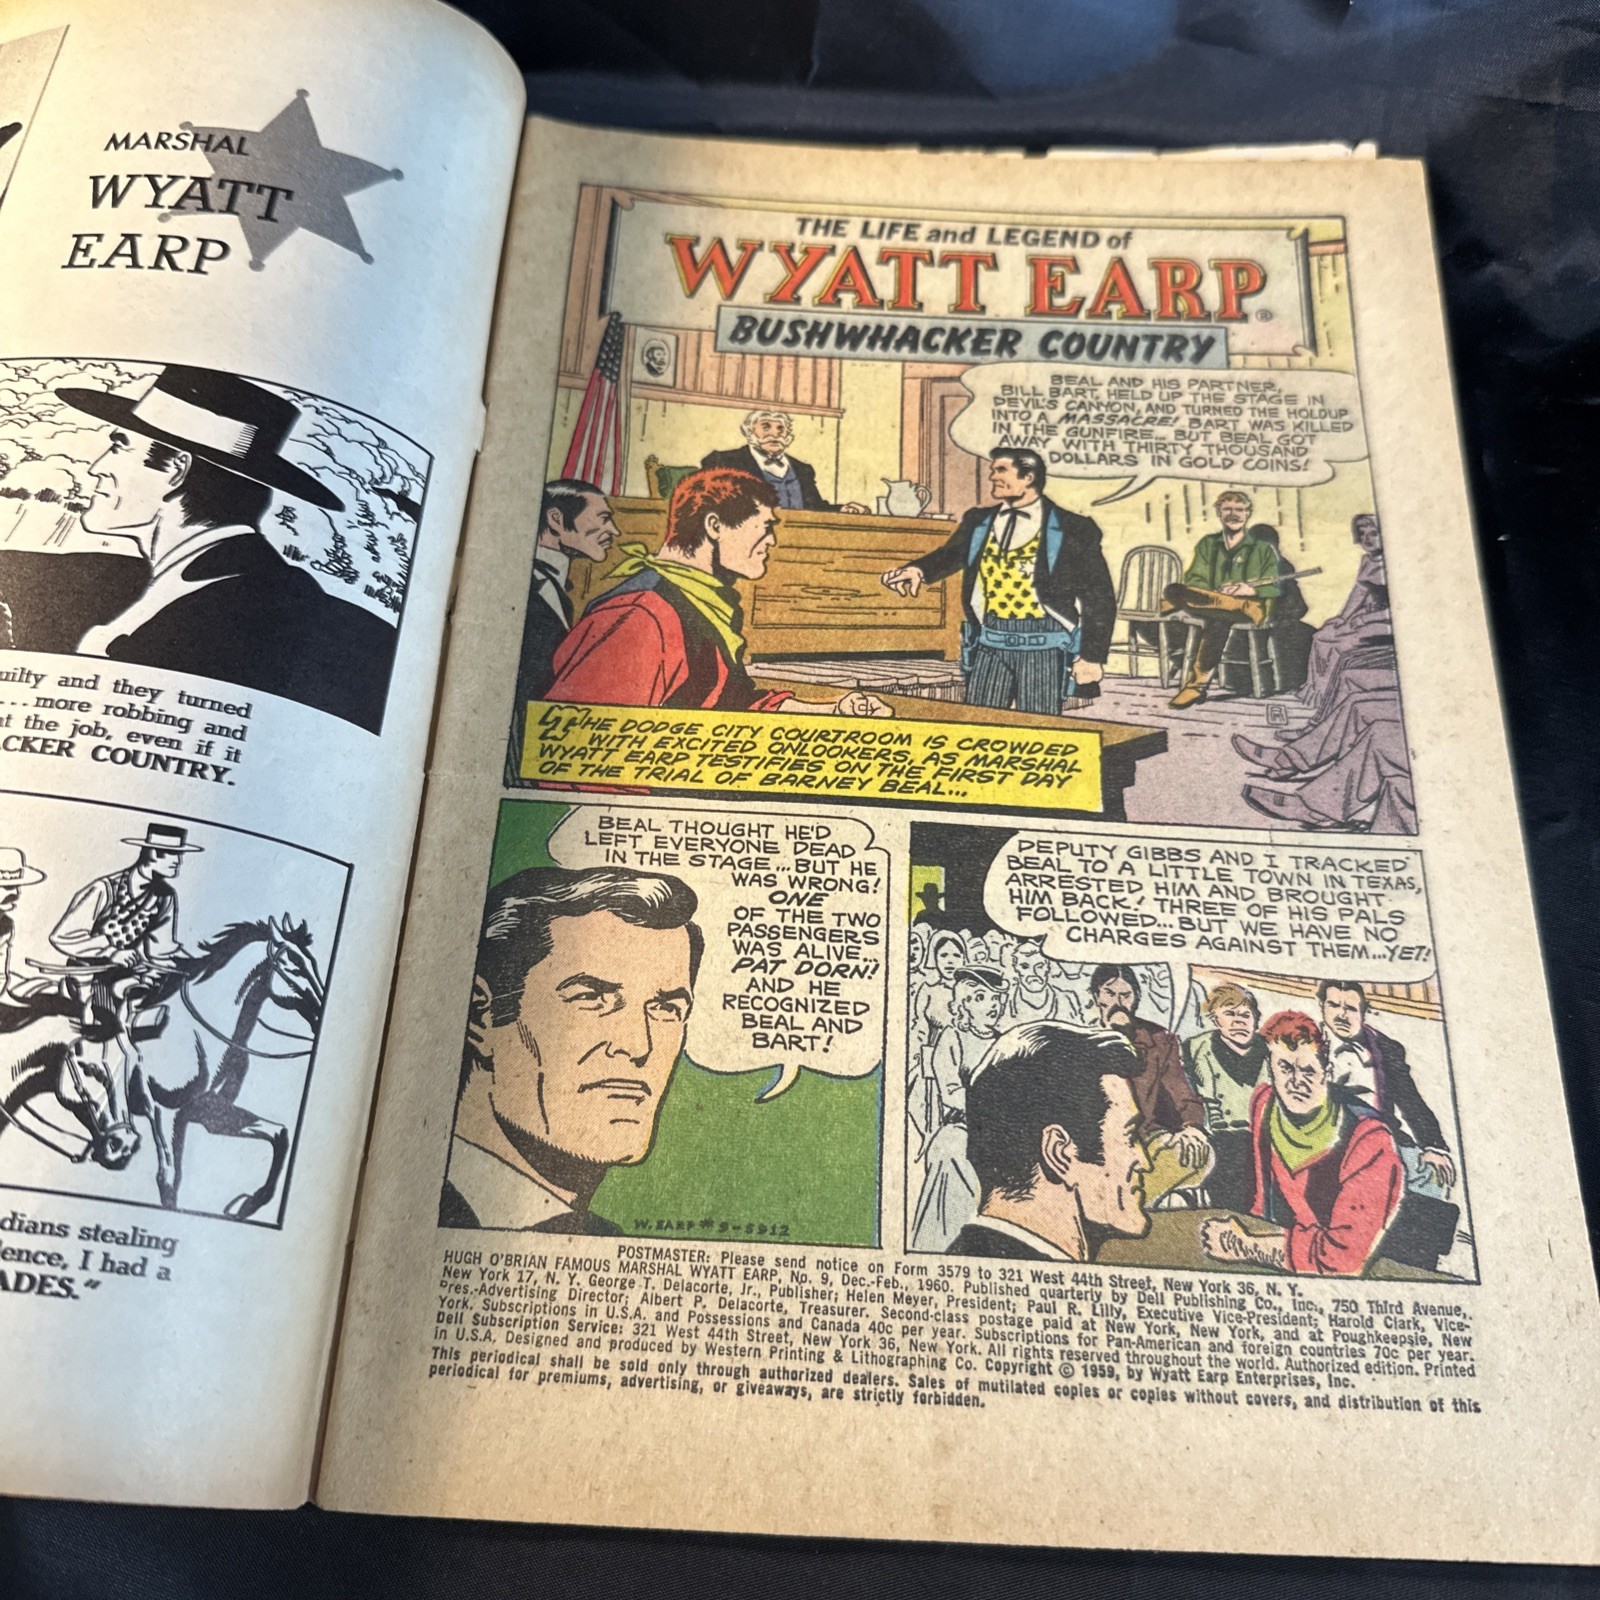 MARSHAL
WYATT
EARP
uilty and they turned
... more robbing and
t the job, even if it
ACKER COUNTRY.
dians stealing
ence, I had a
ADES."
THE LIFE and LEGEND of
WYATT EARP®
BUSHWHACKER COUNTRY
BEAL AND HIS PARTNER,
BILL BART, HELD UP THE STAGE IN
DEVIL'S CANYON, AND TURNED THE HOLDUP
INTO A MASSACRE! BART WAS KILLED
IN THE GUNFIRE... BUT BEAL GOT
AWAY WITH THIRTY THOUSAND
DOLLARS IN GOLD COINS!
THE DODGE CITY COURTROOM IS CROWDED
WITH EXCITED ONLOOKERS, AS MARSHAL
WYATT EARP TESTIFIES ON THE FIRST DAY
OF THE TRIAL OF BARNEY BEAL...
BEAL THOUGHT HE'D
LEFT EVERYONE DEAD
IN THE STAGE... BUT HE
WAS WRONG!
ONE
OF THE TWO
PASSENGERS
WAS ALIVE...
PAT DORN!
AND HE
RECOGNIZED
BEAL AND
BART!
W. EARP #9-5912
DEPUTY GIBBS AND I TRACKED
BEAL TO A LITTLE TOWN IN TEXAS,
ARRESTED HIM AND BROUGHT
HIM BACK! THREE OF HIS PALS
FOLLOWED... BUT WE HAVE NO
CHARGES AGAINST THEM...YET!
POSTMASTER: Please send notice on Form 3579 to 321 West 44th Street, New York 36, N. Y.
HUGH O'BRIAN FAMOUS MARSHAL WYATT EARP, No. 9, Dec.-Feb., 1960. Published quarterly by Dell Publishing Co., Inc., 750 Third Avenue,
New York 17, N. Y. George T. Delacorte, Jr., Publisher; Helen Meyer, President; Paul R. Lilly, Executive Vice-President; Harold Clark, Vice-
Pres.-Advertising Director; Albert P. Delacorte, Treasurer. Second-class postage paid at New York, New York, and at Poughkeepsie, New
York. Subscriptions in U.S.A. and Possessions and Canada 40c per year. Subscriptions for Pan-American and foreign countries 70c per year.
Dell Subscription Service: 321 West 44th Street, New York 36, New York. All rights reserved throughout the world. Authorized edition. Printed
in U.S.A. Designed and produced by Western Printing & Lithographing Co. Copyright © 1959, by Wyatt Earp Enterprises, Inc.
This periodical shall be sold only through authorized dealers. Sales of mutilated copies or copies without covers, and distribution of this
periodical for premiums, advertising, or giveaways, are strictly forbidden.